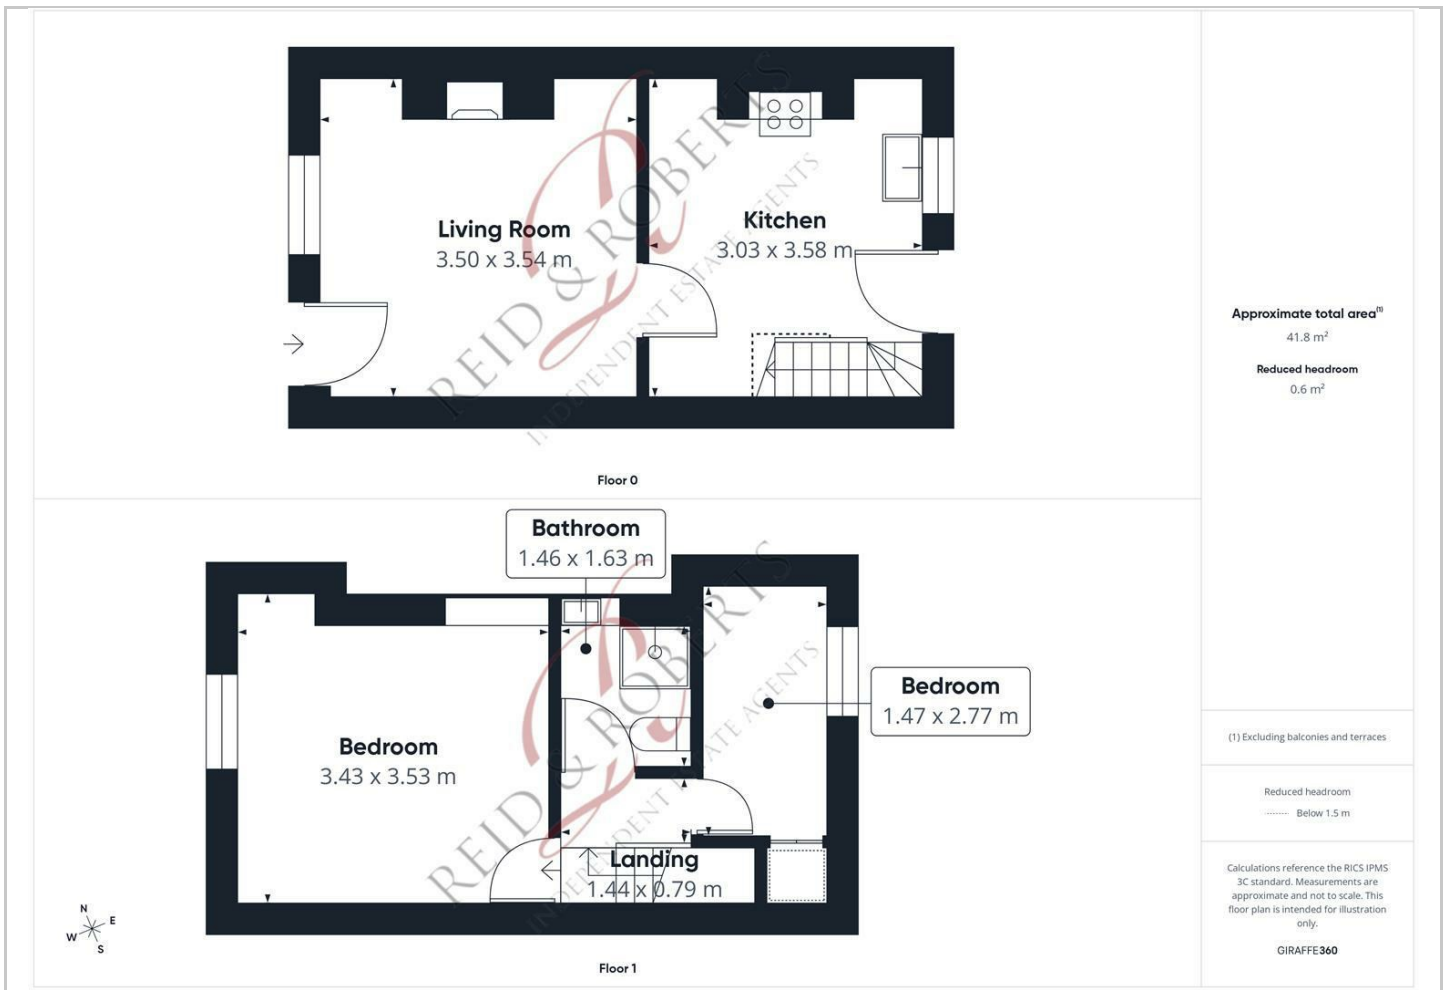 Living Room
3.50 x 3.54 m
Kitchen
3.03 x 3.58 m
REID & ROBERTS
INDEPENDENT ESTATE AGENTS
Floor 0
Bathroom
1.46 x 1.63 m
Bedroom
1.47 x 2.77 m
Bedroom
3.43 x 3.53 m
Landing
1.44 x 0.79 m
REID & ROBERTS
INDEPENDENT ESTATE AGENTS
N
E
W
S
Floor 1
Approximate total area(1)
41.8 m²
Reduced headroom
0.6 m²
(1) Excluding balconies and terraces
Reduced headroom
Below 1.5 m
Calculations reference the RICS IPMS
3C standard. Measurements are
approximate and not to scale. This
floor plan is intended for illustration
only.
GIRAFFE360